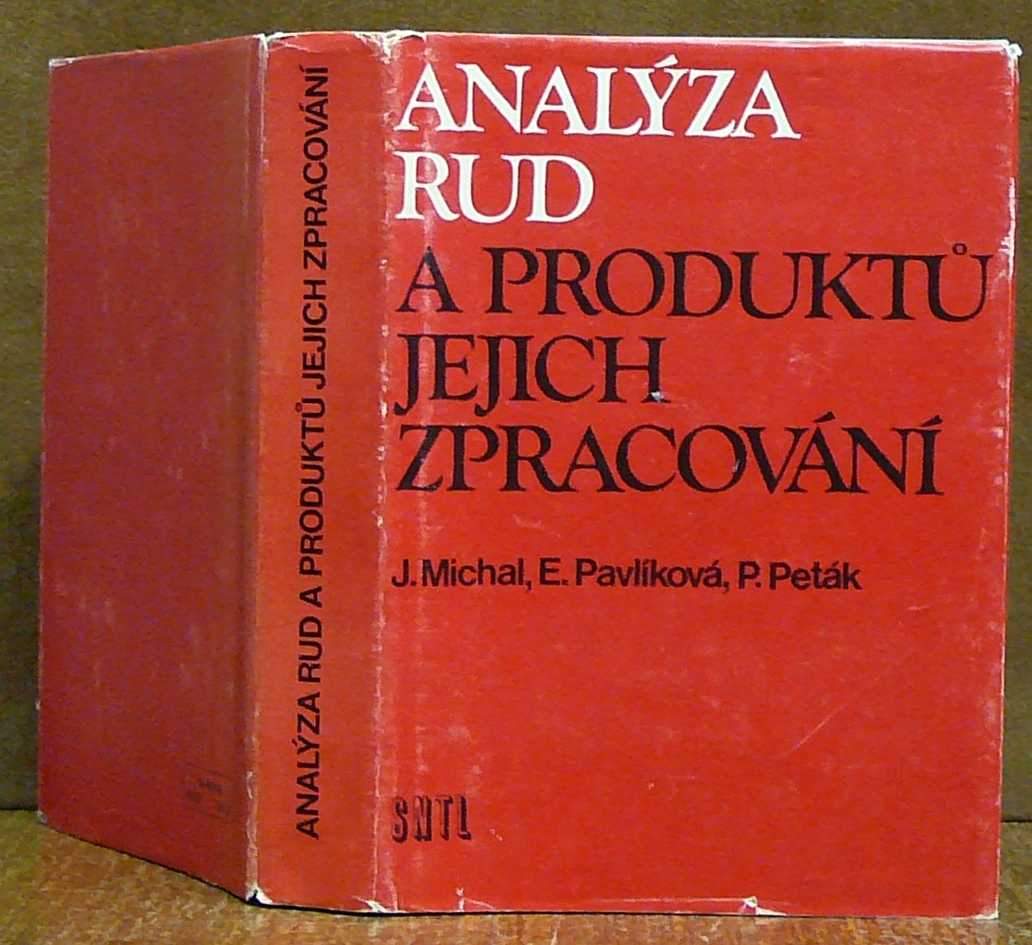 ANALÝZA RUD A PRODUKTŮ JEJICH ZPRACOVÁNÍ
ANALÝZA
RUD
A PRODUKTŮ
JEJICH
ZPRACOVÁNÍ
J. Michal, E. Pavlíková, P. Peták
SNTL